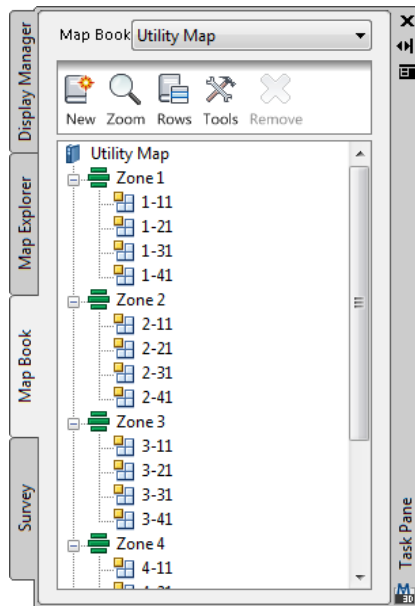 Map Book Utility Map
New Zoom Rows Tools Remove
Utility Map
Zone 1
1-11
1-21
1-31
1-41
Zone 2
2-11
2-21
2-31
2-41
Zone 3
3-11
3-21
3-31
3-41
Zone 4
4-11
Display Manager
Map Explorer
Map Book
Survey
Task Pane
3D